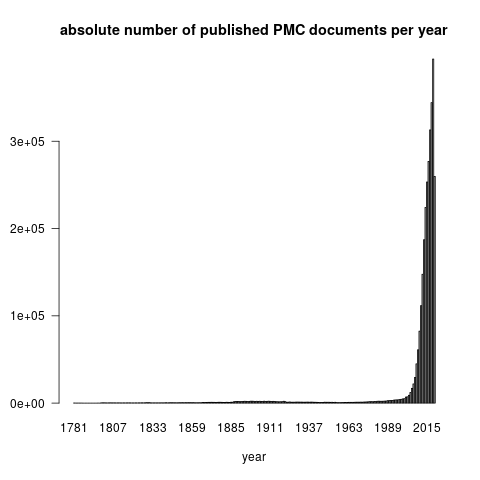 absolute number of published PMC documents per year
3e+05
2e+05
1e+05
0e+00
1781 1807 1833 1859 1885 1911 1937 1963 1989 2015
year